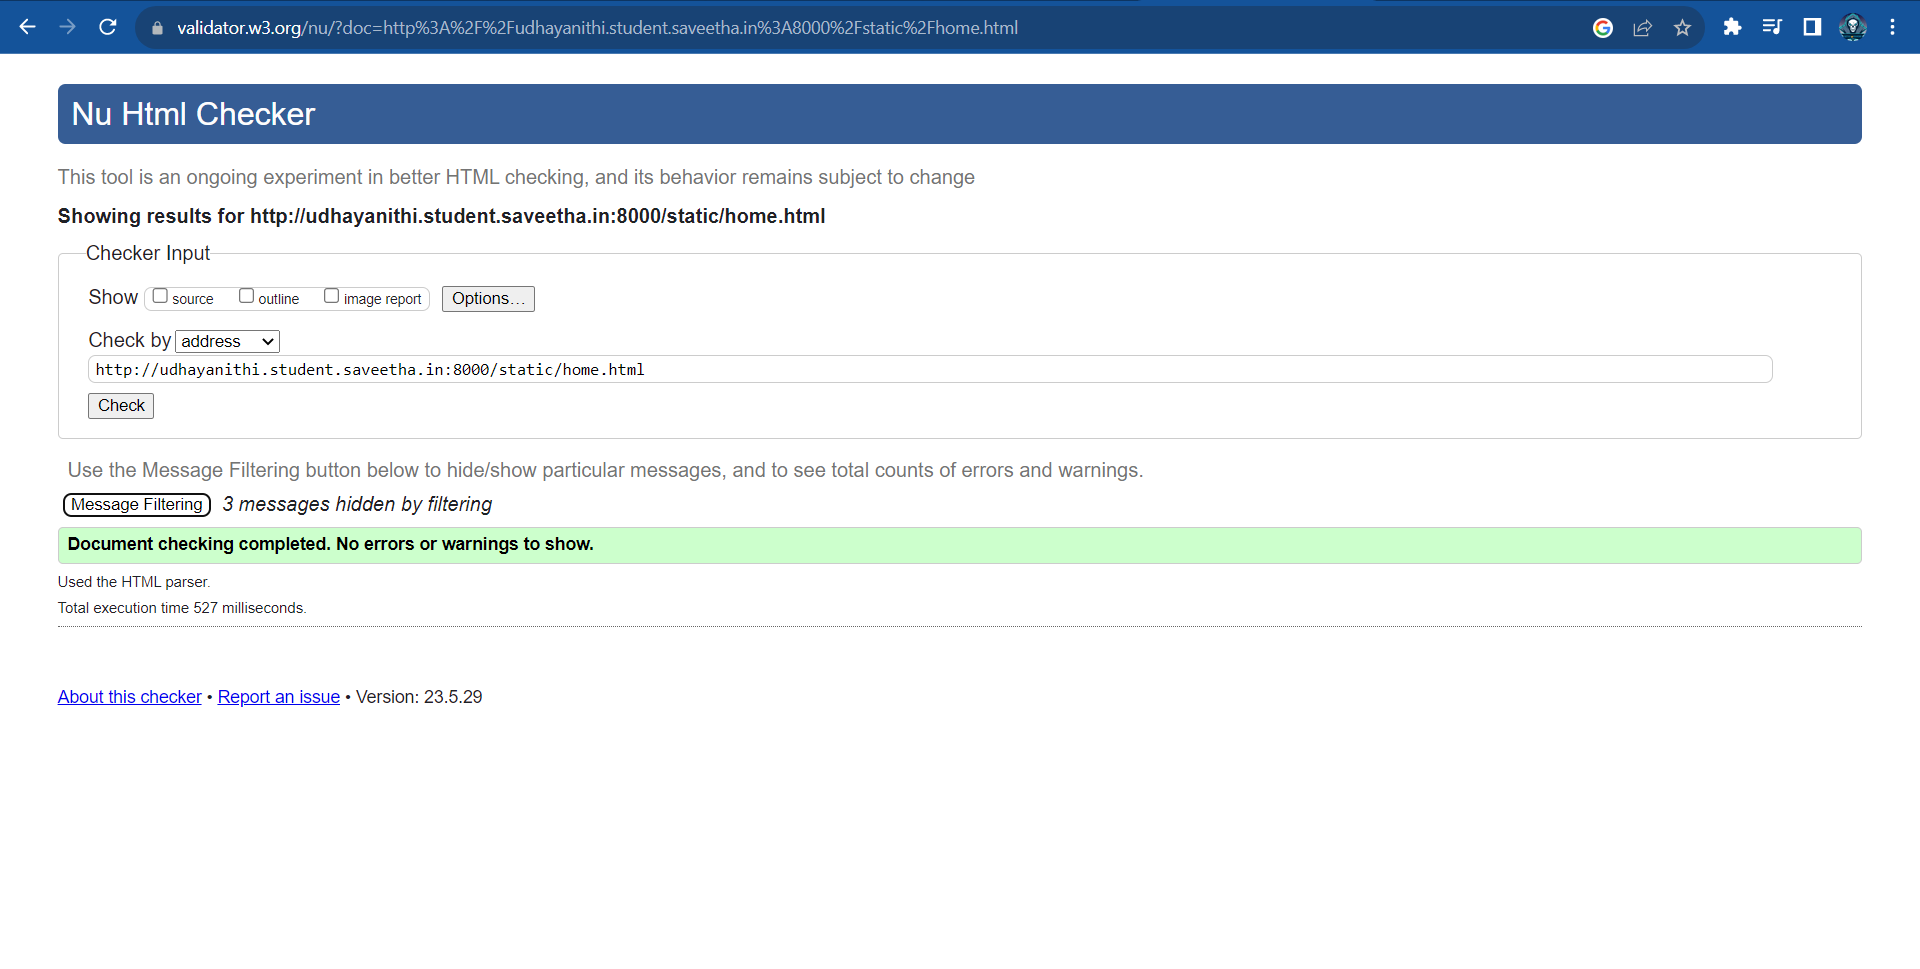 validator.w3.org/nu/?doc=http%3A%2F%2Fudhayanithi.student.saveetha.in%3A8000%2Fstatic%2Fhome.html
Nu Html Checker
This tool is an ongoing experiment in better HTML checking, and its behavior remains subject to change
Showing results for http://udhayanithi.student.saveetha.in:8000/static/home.html
Checker Input
Show source outline image report Options...
Check by address
http://udhayanithi.student.saveetha.in:8000/static/home.html
Check
Use the Message Filtering button below to hide/show particular messages, and to see total counts of errors and warnings.
Message Filtering 3 messages hidden by filtering
Document checking completed. No errors or warnings to show.
Used the HTML parser.
Total execution time 527 milliseconds.
About this checker • Report an issue • Version: 23.5.29